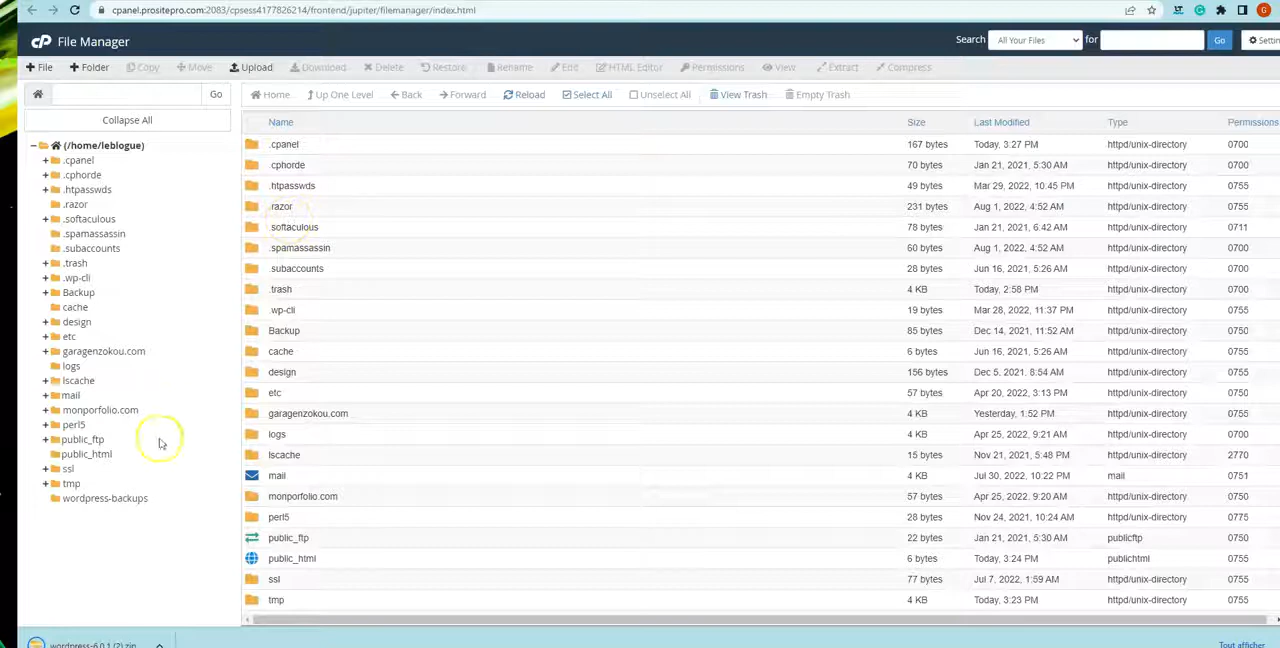 cpanel.prositepro.com:2083/cpsess4177826214/frontend/jupiter/filemanager/index.html
cP File Manager Search All Your Files for Go Settin
File Folder Copy Move Upload Download Delete Restore Rename Edit HTML Editor Permissions View Extract Compress
Go Home Up One Level Back Forward Reload Select All Unselect All View Trash Empty Trash
Collapse All
(/home/leblogue)
.cpanel
.cphorde
.htpasswds
.razor
.softaculous
.spamassassin
.subaccounts
.trash
.wp-cli
Backup
cache
design
etc
garagenzokou.com
logs
lscache
mail
monporfolio.com
perl5
public_ftp
public_html
ssl
tmp
wordpress-backups
Name Size Last Modified Type Permissions
.cpanel 167 bytes Today, 3:27 PM httpd/unix-directory 0700
.cphorde 70 bytes Jan 21, 2021, 5:30 AM httpd/unix-directory 0700
.htpasswds 49 bytes Mar 29, 2022, 10:45 PM httpd/unix-directory 0755
.razor 231 bytes Aug 1, 2022, 4:52 AM httpd/unix-directory 0755
.softaculous 78 bytes Jan 21, 2021, 6:42 AM httpd/unix-directory 0711
.spamassassin 60 bytes Aug 1, 2022, 4:52 AM httpd/unix-directory 0700
.subaccounts 28 bytes Jun 16, 2021, 5:26 AM httpd/unix-directory 0700
.trash 4 KB Today, 2:58 PM httpd/unix-directory 0700
.wp-cli 19 bytes Mar 28, 2022, 11:37 PM httpd/unix-directory 0755
Backup 85 bytes Dec 14, 2021, 11:52 AM httpd/unix-directory 0750
cache 6 bytes Jun 16, 2021, 5:26 AM httpd/unix-directory 0755
design 156 bytes Dec 5, 2021, 8:54 AM httpd/unix-directory 0750
etc 57 bytes Apr 20, 2022, 3:13 PM httpd/unix-directory 0750
garagenzokou.com 4 KB Yesterday, 1:52 PM httpd/unix-directory 0755
logs 4 KB Apr 25, 2022, 9:21 AM httpd/unix-directory 0700
lscache 15 bytes Nov 21, 2021, 5:48 PM httpd/unix-directory 2770
mail 4 KB Jul 30, 2022, 10:22 PM mail 0751
monporfolio.com 57 bytes Apr 25, 2022, 9:20 AM httpd/unix-directory 0750
perl5 28 bytes Nov 24, 2021, 10:24 AM httpd/unix-directory 0775
public_ftp 22 bytes Jan 21, 2021, 5:30 AM publicftp 0750
public_html 6 bytes Today, 3:24 PM publichtml 0755
ssl 77 bytes Jul 7, 2022, 1:59 AM httpd/unix-directory 0755
tmp 4 KB Today, 3:23 PM httpd/unix-directory 0755
wordpress-6.0.1 (2).zip Tout afficher